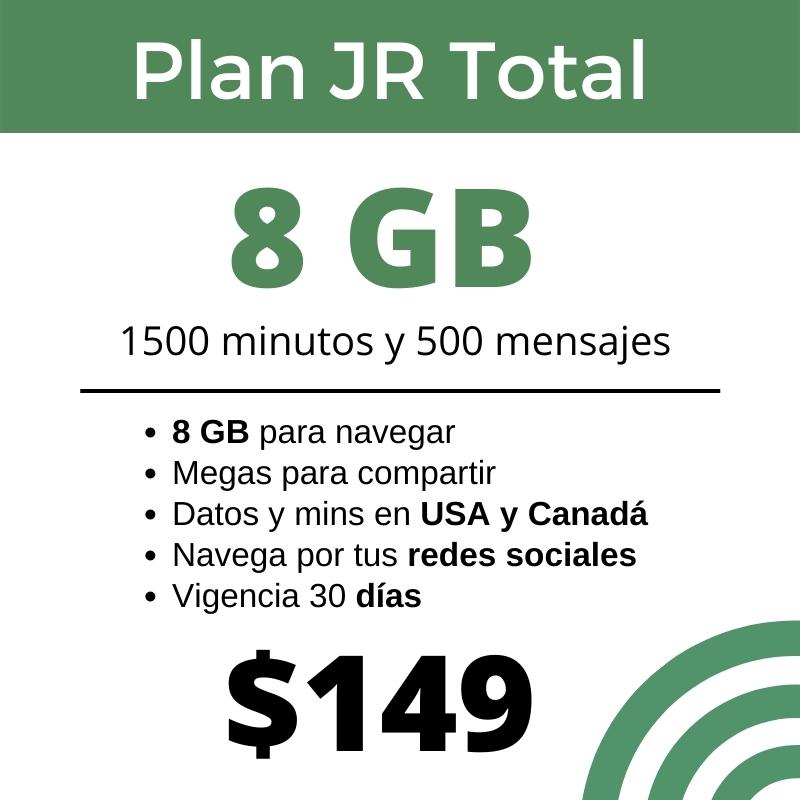 Plan JR Total
8 GB
1500 minutos y 500 mensajes
• 8 GB para navegar
• Megas para compartir
• Datos y mins en USA y Canadá
• Navega por tus redes sociales
• Vigencia 30 días
$149